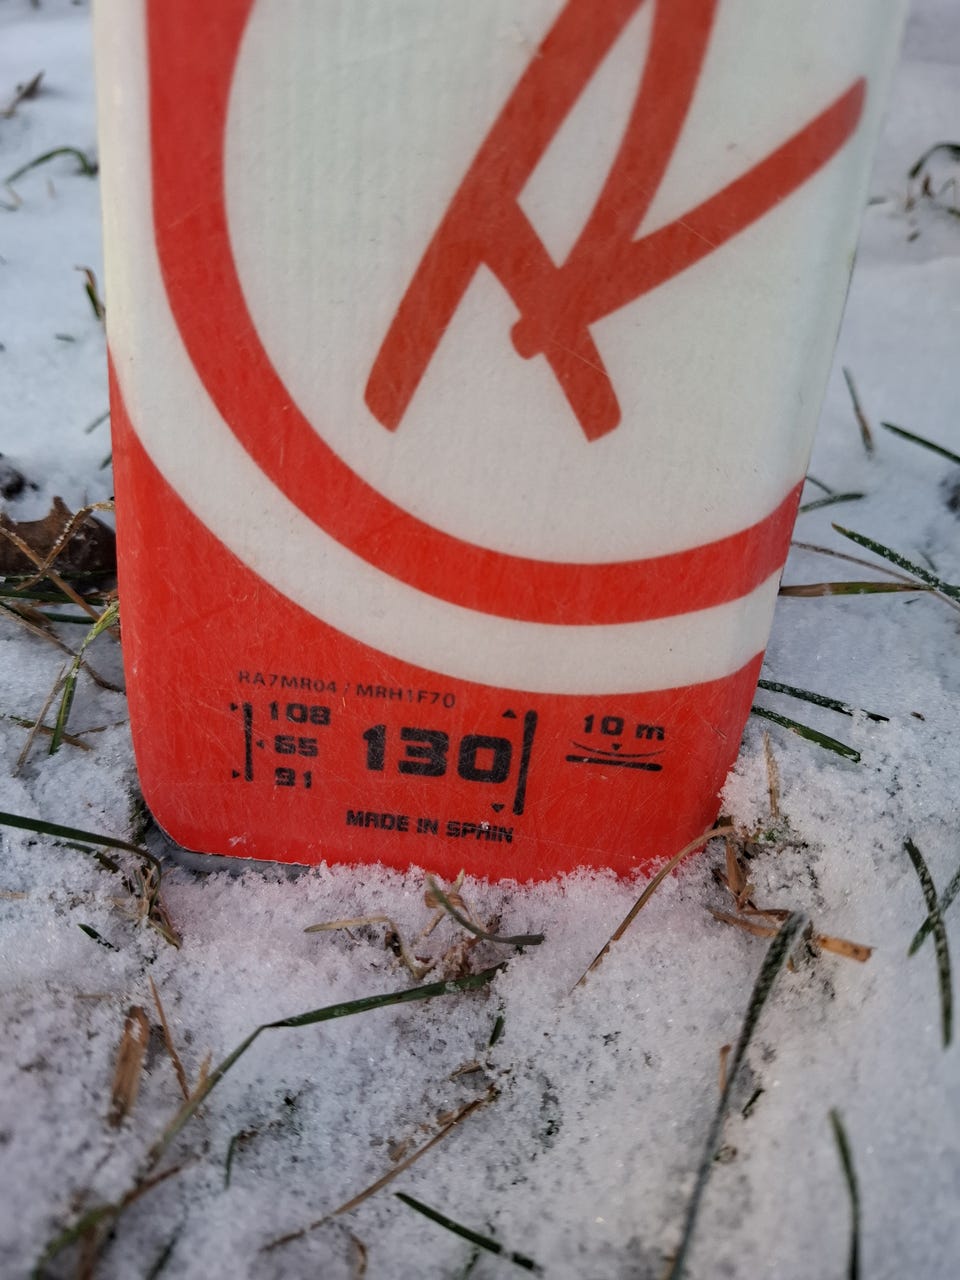 RA7MR04 / MRH1F70
108
65
91
130
10 m
MADE IN SPAIN